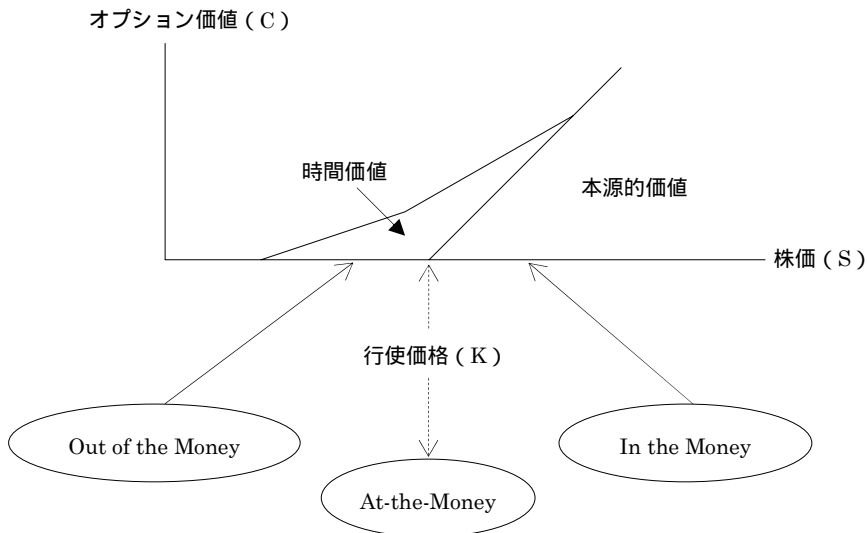 オプション価値（C）
時間価値
本源的価値
株価（S）
行使価格（K）
Out of the Money
In the Money
At-the-Money